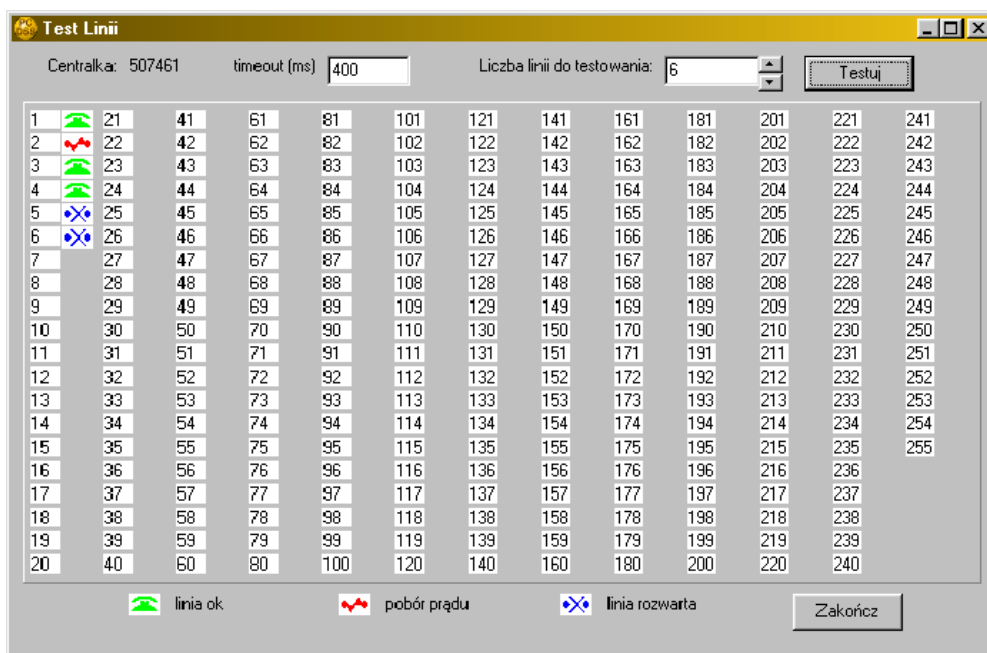 Test Linii
Centralka: 507461 timeout (ms) 400 Liczba linii do testowania: 6 Testuj
1 21 41 61 81 101 121 141 161 181 201 221 241
2 22 42 62 82 102 122 142 162 182 202 222 242
3 23 43 63 83 103 123 143 163 183 203 223 243
4 24 44 64 84 104 124 144 164 184 204 224 244
5 25 45 65 85 105 125 145 165 185 205 225 245
6 26 46 66 86 106 126 146 166 186 206 226 246
7 27 47 67 87 107 127 147 167 187 207 227 247
8 28 48 68 88 108 128 148 168 188 208 228 248
9 29 49 69 89 109 129 149 169 189 209 229 249
10 30 50 70 90 110 130 150 170 190 210 230 250
11 31 51 71 91 111 131 151 171 191 211 231 251
12 32 52 72 92 112 132 152 172 192 212 232 252
13 33 53 73 93 113 133 153 173 193 213 233 253
14 34 54 74 94 114 134 154 174 194 214 234 254
15 35 55 75 95 115 135 155 175 195 215 235 255
16 36 56 76 96 116 136 156 176 196 216 236
17 37 57 77 97 117 137 157 177 197 217 237
18 38 58 78 98 118 138 158 178 198 218 238
19 39 59 79 99 119 139 159 179 199 219 239
20 40 60 80 100 120 140 160 180 200 220 240
linia ok pobór prądu linia rozwarta Zakończ